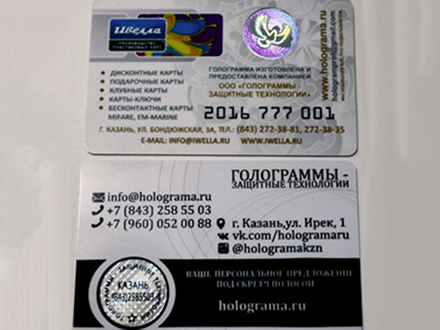 Ивелла
ПРОИЗВОДСТВО
ПЛАСТИКОВЫХ КАРТ
• ДИСКОНТНЫЕ КАРТЫ
• ПОДАРОЧНЫЕ КАРТЫ
• КЛУБНЫЕ КАРТЫ
• КАРТЫ-КЛЮЧИ
• БЕСКОНТАКТНЫЕ КАРТЫ
MIFARE, EM-MARINE
ГОЛОГРАММА ИЗГОТОВЛЕНА И
ПРЕДОСТАВЛЕНА КОМПАНИЕЙ
ООО «ГОЛОГРАММЫ -
ЗАЩИТНЫЕ ТЕХНОЛОГИИ»
2016 777 001
Г. КАЗАНЬ, УЛ. БОНДЮЖСКАЯ, 3А, ТЕЛ.: (843) 272-38-81, 272-38-35
E-MAIL: INFO@IWELLA.RU WWW.IWELLA.RU
www.holograma.ru
ГОЛОГРАММЫ -
ЗАЩИТНЫЕ ТЕХНОЛОГИИ
info@holograma.ru
+7 (843) 258 55 03
+7 (960) 052 00 88
г. Казань,ул. Ирек, 1
vk.com/hologramaru
@hologramakzn
ВАШЕ ПЕРСОНАЛЬНОЕ ПРЕДЛОЖЕНИЕ
ПОД СКРЕТЧ ПОЛОСОЙ
holograma.ru
КАЗАНЬ
(843)2585503